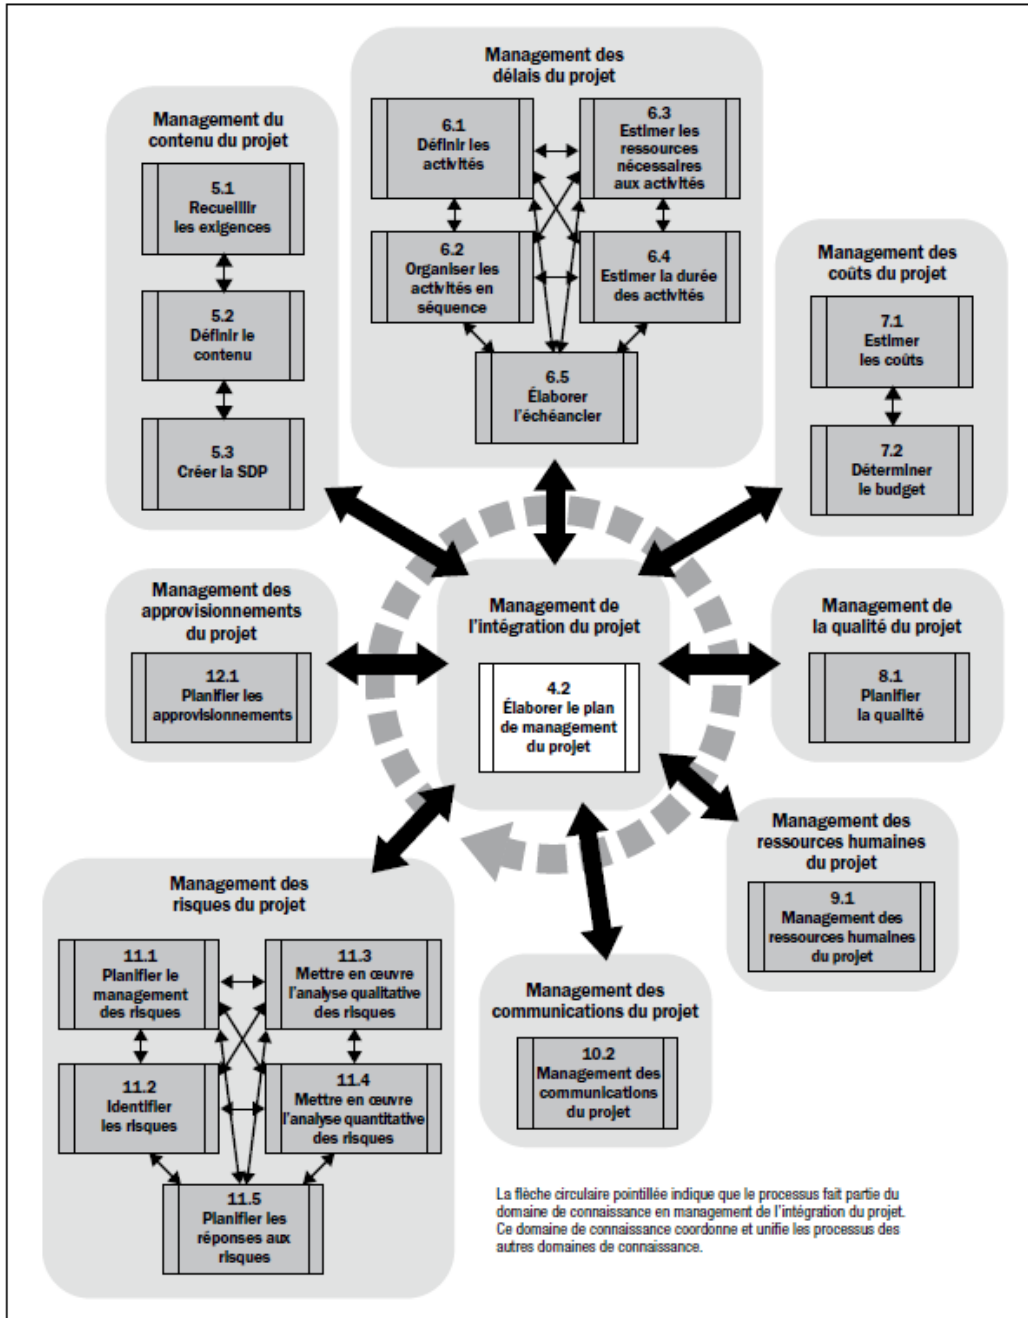 Management des
délais du projet
6.1
Définir les
activités
6.3
Estimer les
ressources
nécessaires
aux activités
6.2
Organiser les
activités en
séquence
6.4
Estimer la durée
des activités
6.5
Élaborer
l'échéancier
Management du
contenu du projet
5.1
Recueillir
les exigences
5.2
Définir le
contenu
5.3
Créer la SDP
Management des
coûts du projet
7.1
Estimer
les coûts
7.2
Déterminer
le budget
Management des
approvisionnements
du projet
12.1
Planifier les
approvisionnements
Management de
l'intégration du projet
4.2
Élaborer le plan
de management
du projet
Management de
la qualité du projet
8.1
Planifier
la qualité
Management des
ressources humaines
du projet
9.1
Management des
ressources humaines
du projet
Management des
risques du projet
11.1
Planifier le
management
des risques
11.3
Mettre en œuvre
l'analyse qualitative
des risques
11.2
Identifier
les risques
11.4
Mettre en œuvre
l'analyse quantitative
des risques
11.5
Planifier les
réponses aux
risques
Management des
communications du projet
10.2
Management des
communications
du projet
La flèche circulaire pointillée indique que le processus fait partie du
domaine de connaissance en management de l'intégration du projet.
Ce domaine de connaissance coordonne et unifie les processus des
autres domaines de connaissance.